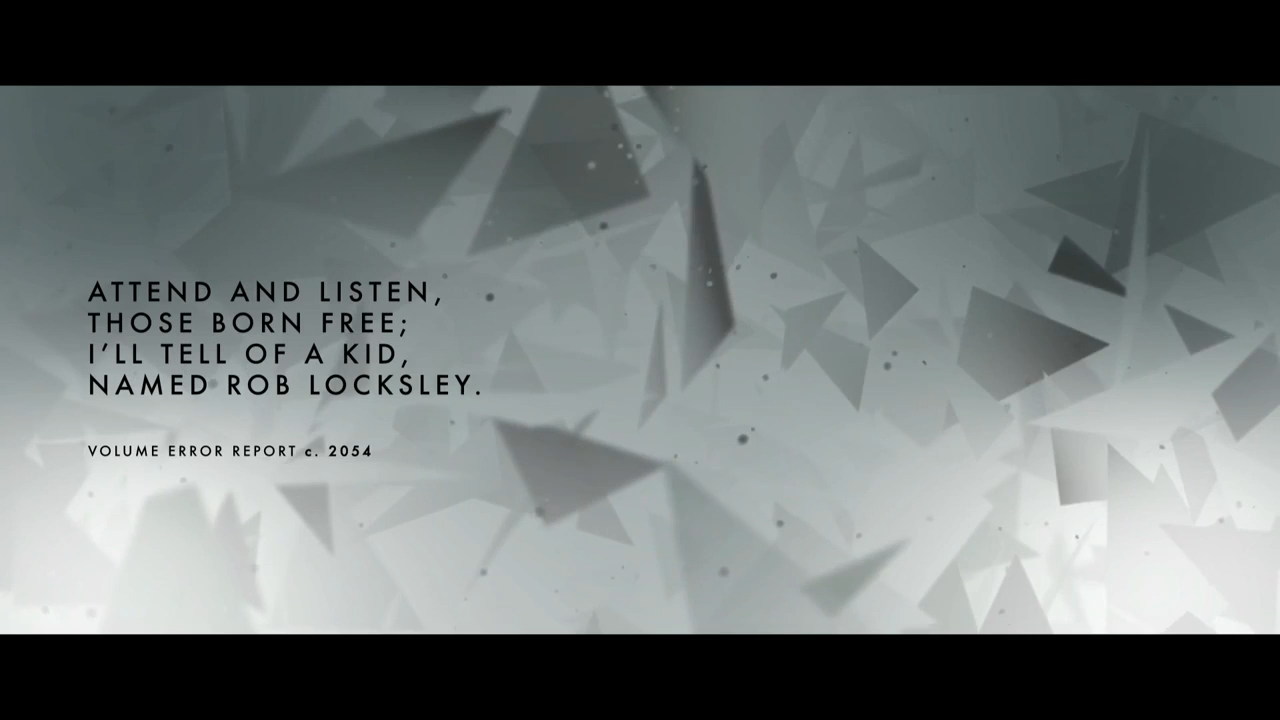 ATTEND AND LISTEN,
THOSE BORN FREE;
I’LL TELL OF A KID,
NAMED ROB LOCKSLEY.
VOLUME ERROR REPORT c. 2054